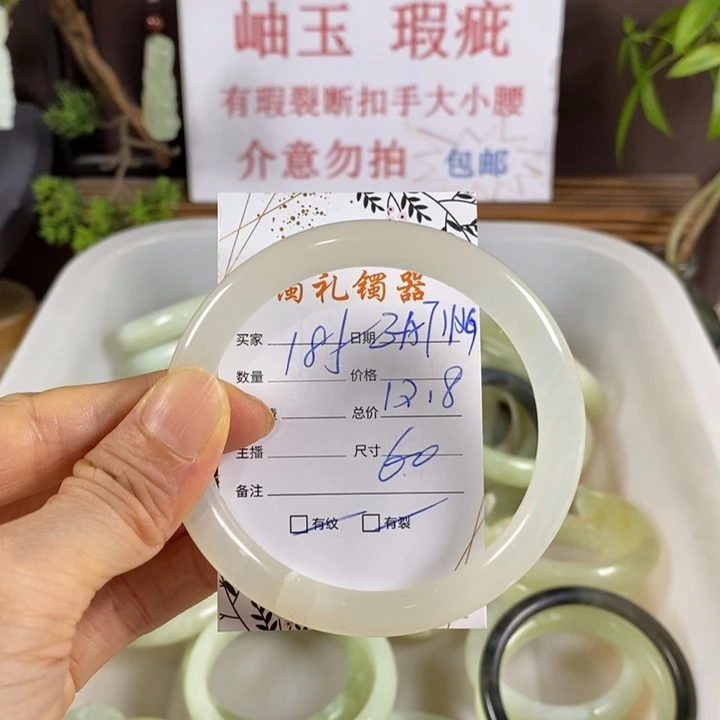 岫玉 瑕疵
有瑕裂断扣手大小腰
介意勿拍 包邮
闽礼镯器
买家 日期
数量 价格 12.8
总价
主播 尺寸 60
备注
有纹 有裂